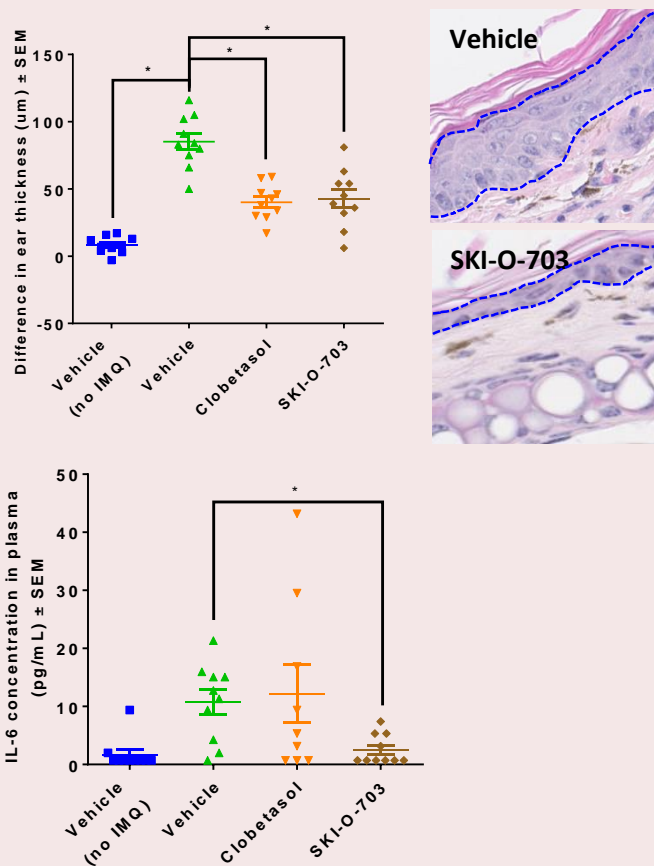 Difference in ear thickness (um) ± SEM
150
100
50
0
-50
*
*
*
Vehicle
(no IMQ)
Vehicle
Clobetasol
SKI-O-703
Vehicle
SKI-O-703
IL-6 concentration in plasma
(pg/mL) ± SEM
50
40
30
20
10
0
*
Vehicle
(no IMQ)
Vehicle
Clobetasol
SKI-O-703